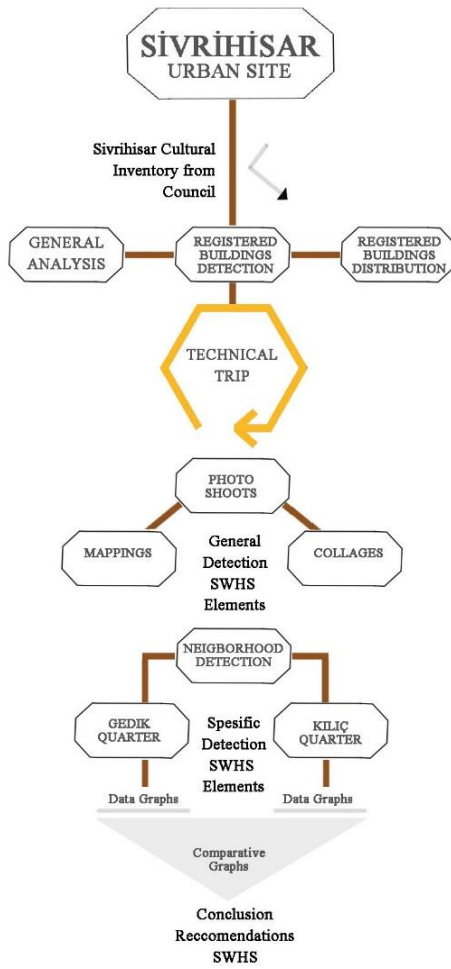 SİVRİHİSAR
URBAN SITE
Sivrihisar Cultural
Inventory from
Council
GENERAL
ANALYSIS
REGISTERED
BUILDINGS
DETECTION
REGISTERED
BUILDINGS
DISTRIBUTION
TECHNICAL
TRIP
PHOTO
SHOOTS
MAPPINGS
General
Detection
SWHS
Elements
COLLAGES
NEIGBORHOOD
DETECTION
GEDIK
QUARTER
Spesific
Detection
SWHS
Elements
KILIÇ
QUARTER
Data Graphs
Data Graphs
Comparative
Graphs
Conclusion
Reccomendations
SWHS